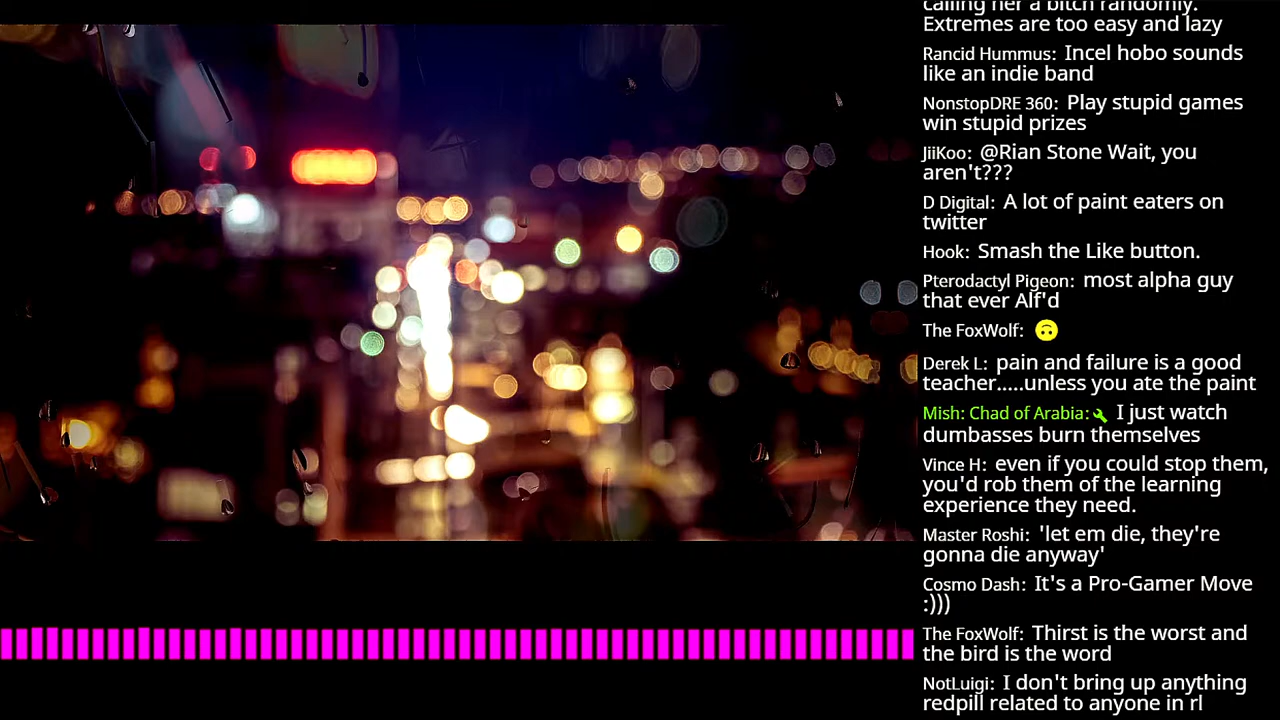 calling her a bitch randomly.
Extremes are too easy and lazy
Rancid Hummus: Incel hobo sounds
like an indie band
NonstopDRE 360: Play stupid games
win stupid prizes
JiiKoo: @Rian Stone Wait, you
aren't???
D Digital: A lot of paint eaters on
twitter
Hook: Smash the Like button.
Pterodactyl Pigeon: most alpha guy
that ever Alf'd
The FoxWolf: 🙃
Derek L: pain and failure is a good
teacher.....unless you ate the paint
Mish: Chad of Arabia: I just watch
dumbasses burn themselves
Vince H: even if you could stop them,
you'd rob them of the learning
experience they need.
Master Roshi: 'let em die, they're
gonna die anyway'
Cosmo Dash: It's a Pro-Gamer Move
:)))
The FoxWolf: Thirst is the worst and
the bird is the word
NotLuigi: I don't bring up anything
redpill related to anyone in rl